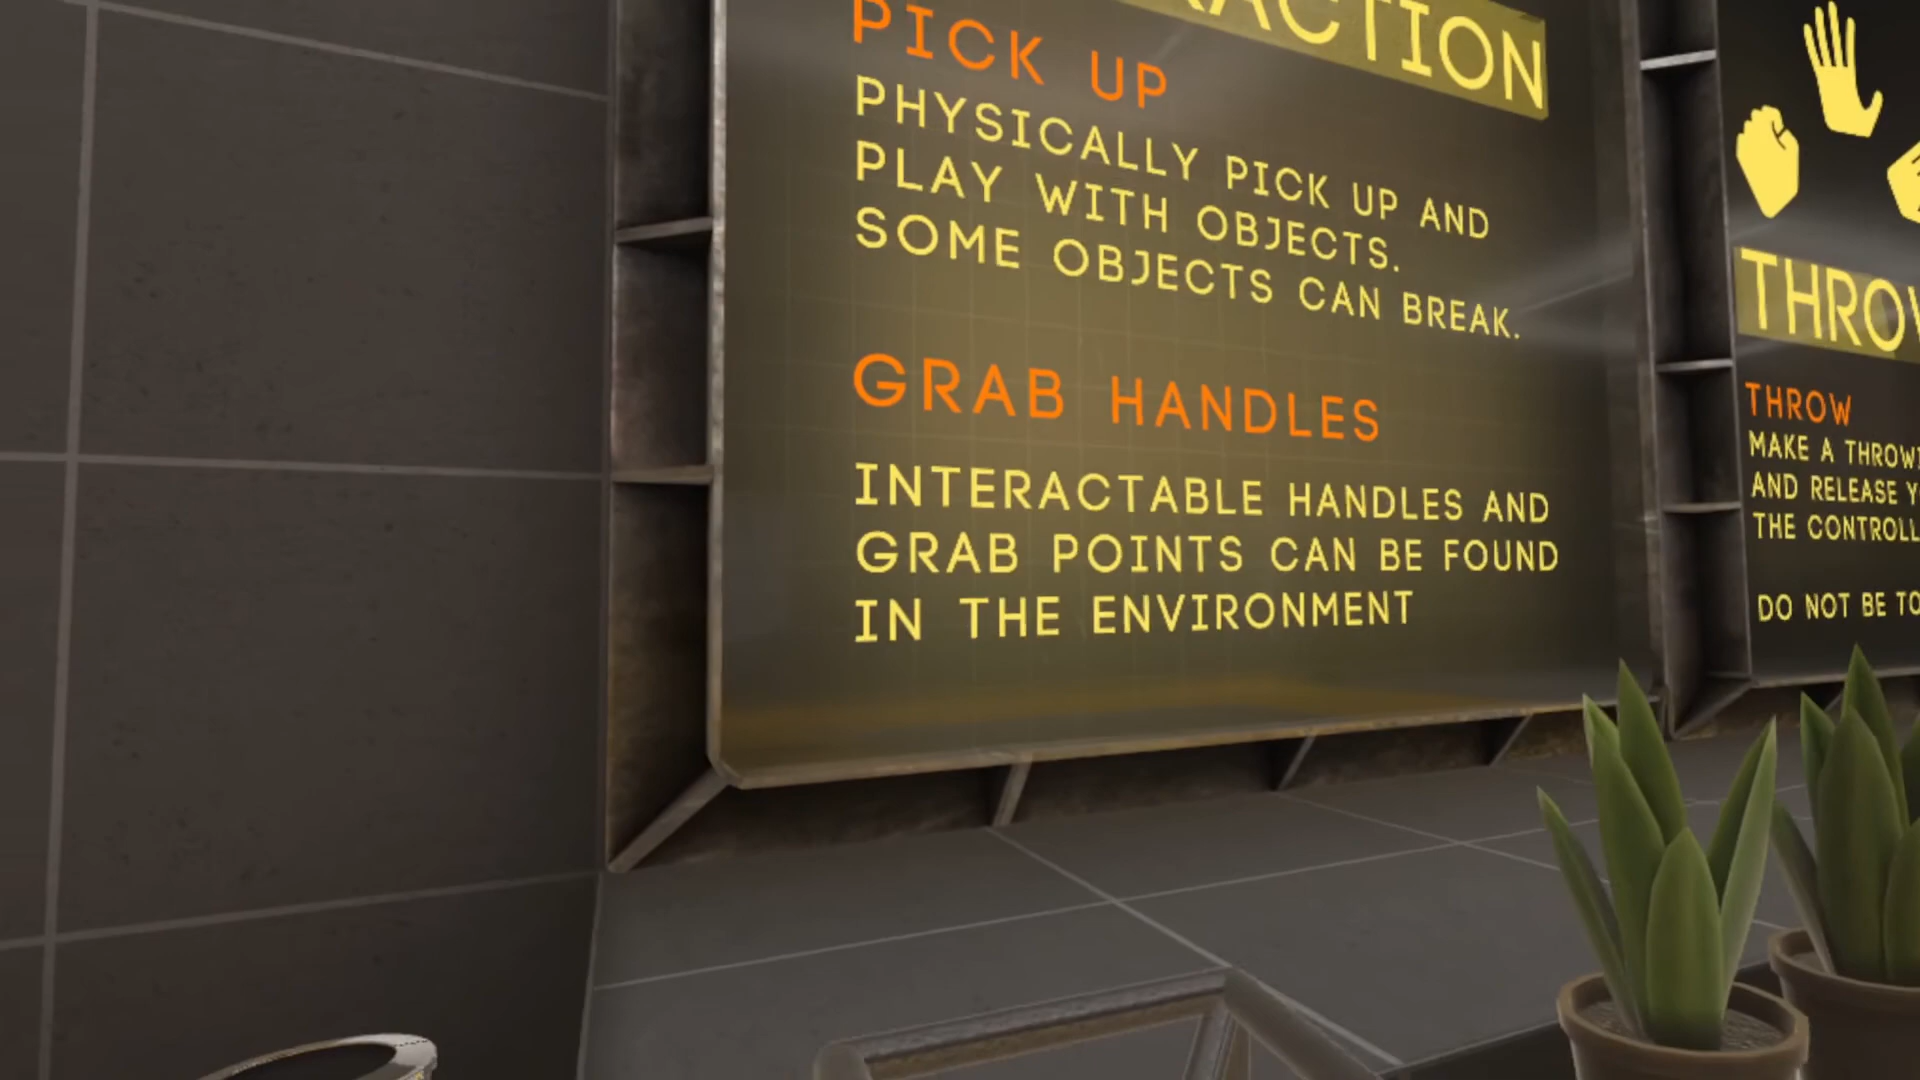 PICK UP
PHYSICALLY PICK UP AND
PLAY WITH OBJECTS.
SOME OBJECTS CAN BREAK.
GRAB HANDLES
INTERACTABLE HANDLES AND
GRAB POINTS CAN BE FOUND
IN THE ENVIRONMENT
THROW
MAKE A
AND RELEASE
THE
DO NOT BE